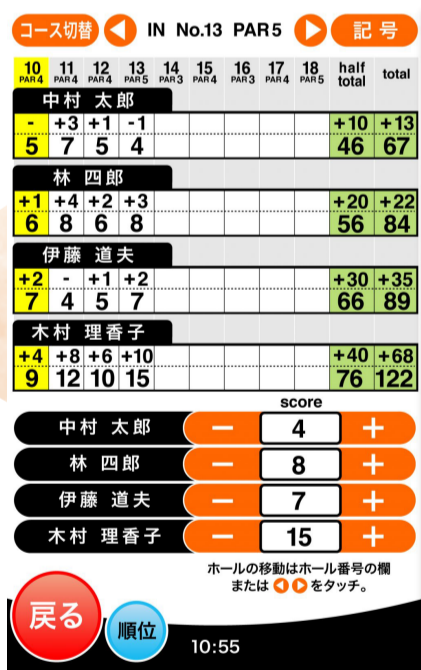 コース切替 IN No.13 PAR5 記号
10 11 12 13 14 15 16 17 18 half total
PAR4 PAR4 PAR4 PAR5 PAR3 PAR4 PAR3 PAR4 PAR5 total
中村 太郎
- +3 +1 -1 +10 +13
5 7 5 4 46 67
林 四郎
+1 +4 +2 +3 +20 +22
6 8 6 8 56 84
伊藤 道夫
+2 - +1 +2 +30 +35
7 4 5 7 66 89
木村 理香子
+4 +8 +6 +10 +40 +68
9 12 10 15 76 122
score
中村 太郎 － 4 ＋
林 四郎 － 8 ＋
伊藤 道夫 － 7 ＋
木村 理香子 － 15 ＋
ホールの移動はホール番号の欄
または をタッチ。
戻る
順位
10:55